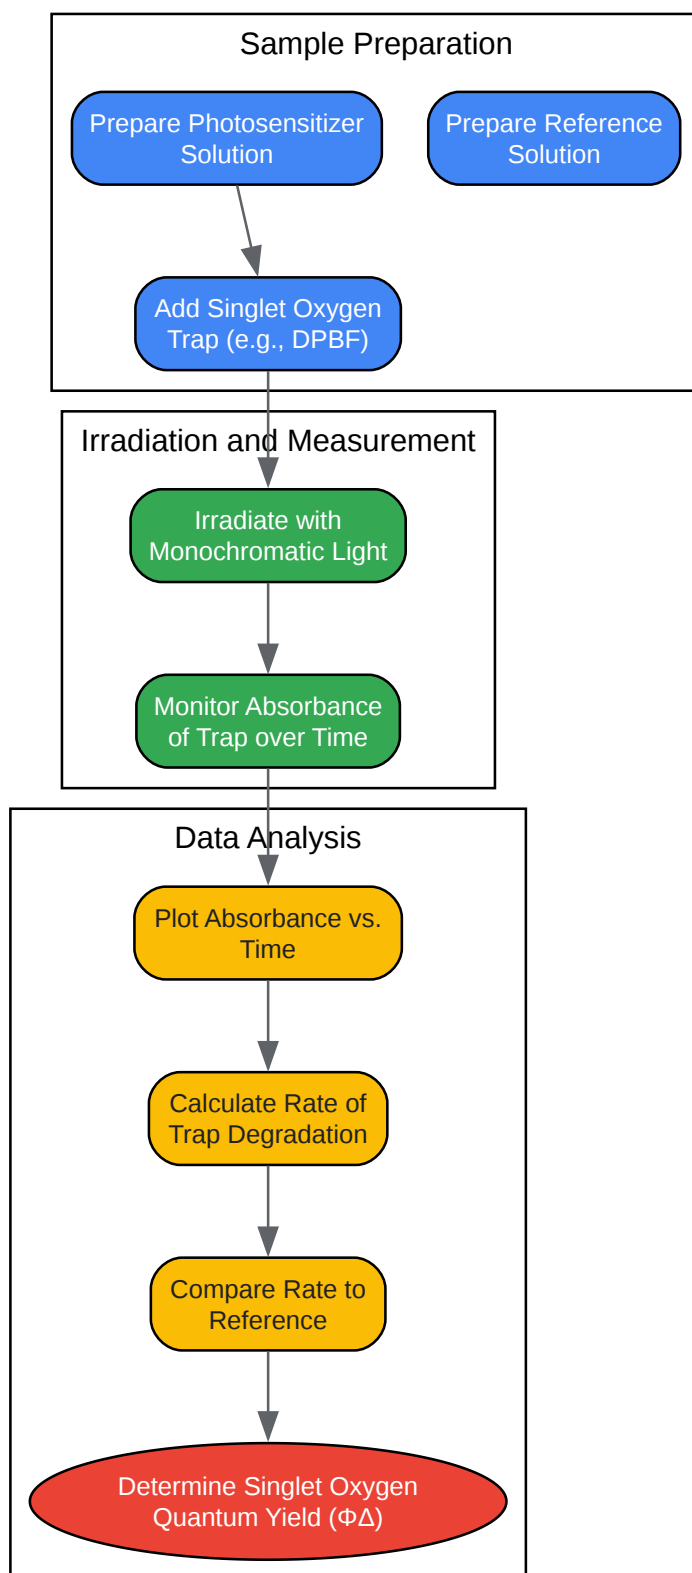 Sample Preparation
Prepare Photosensitizer
Solution
Prepare Reference
Solution
Add Singlet Oxygen
Trap (e.g., DPBF)
Irradiation and Measurement
Irradiate with
Monochromatic Light
Monitor Absorbance
of Trap over Time
Data Analysis
Plot Absorbance vs.
Time
Calculate Rate of
Trap Degradation
Compare Rate to
Reference
Determine Singlet Oxygen
Quantum Yield (ΦΔ)